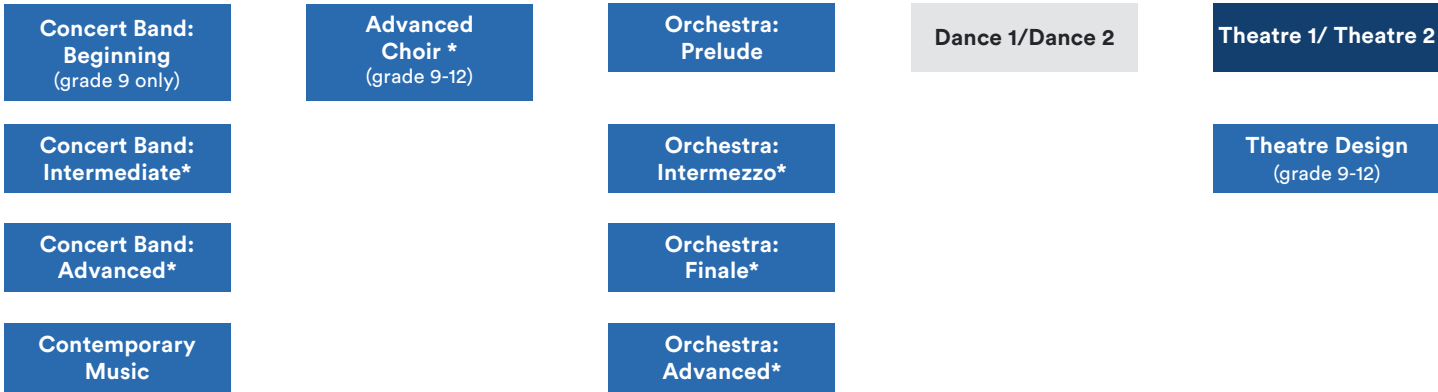 Concert Band:
Beginning
(grade 9 only)
Advanced
Choir *
(grade 9-12)
Orchestra:
Prelude
Dance 1/Dance 2
Theatre 1/ Theatre 2
Concert Band:
Intermediate*
Orchestra:
Intermezzo*
Theatre Design
(grade 9-12)
Concert Band:
Advanced*
Orchestra:
Finale*
Contemporary
Music
Orchestra:
Advanced*